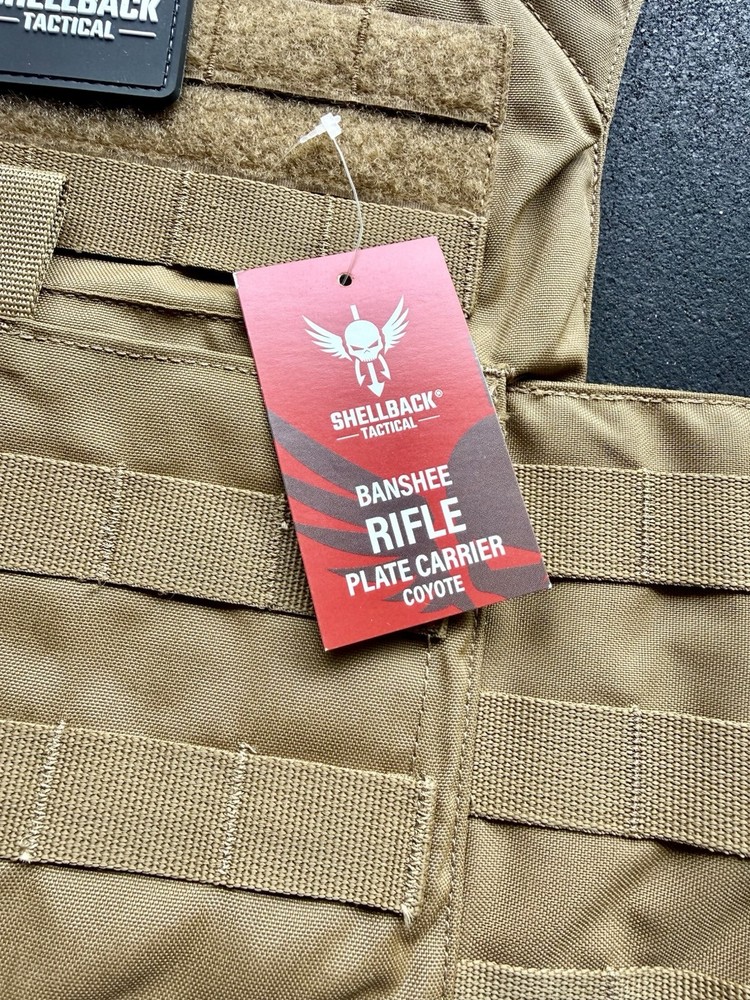 SHELLBACK
TACTICAL
SHELLBACK®
TACTICAL
BANSHEE
RIFLE
PLATE CARRIER
COYOTE